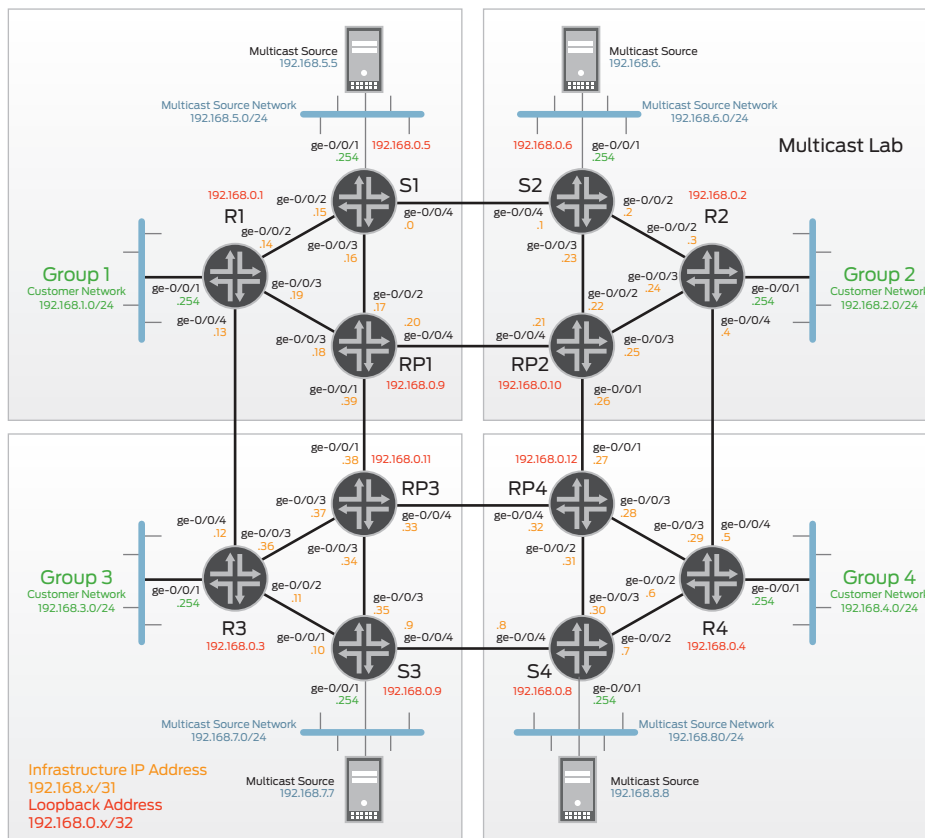 Multicast Source
192.168.5.5
Multicast Source Network
192.168.5.0/24
ge-0/0/1
.254
192.168.0.5
S1
192.168.0.1
R1
ge-0/0/2
.15
ge-0/0/4
.0
ge-0/0/2
.14
ge-0/0/3
.16
Group 1
Customer Network
192.168.1.0/24
ge-0/0/1
.254
ge-0/0/4
.13
ge-0/0/3
.19
ge-0/0/2
.17
.20
ge-0/0/4
ge-0/0/3
.18
RP1
192.168.0.9
ge-0/0/1
.39
Multicast Source
192.168.6.
Multicast Source Network
192.168.6.0/24
Multicast Lab
192.168.0.6
ge-0/0/1
.254
S2
ge-0/0/4
.1
ge-0/0/2
.2
192.168.0.2
R2
ge-0/0/2
.3
ge-0/0/3
.23
ge-0/0/3
.24
ge-0/0/2
.22
ge-0/0/1
.254
Group 2
Customer Network
192.168.2.0/24
ge-0/0/4
.4
.21
ge-0/0/4
ge-0/0/3
.25
RP2
192.168.0.10
ge-0/0/1
.26
ge-0/0/1
.38
192.168.0.11
RP3
ge-0/0/3
.37
ge-0/0/4
.33
ge-0/0/4
.12
ge-0/0/3
.36
ge-0/0/3
.34
Group 3
Customer Network
192.168.3.0/24
ge-0/0/1
.254
R3
192.168.0.3
ge-0/0/2
.11
ge-0/0/1
.10
ge-0/0/3
.35
.9
ge-0/0/4
S3
192.168.0.9
ge-0/0/1
.254
Multicast Source Network
192.168.7.0/24
Multicast Source
192.168.7.7
Infrastructure IP Address
192.168.x/31
Loopback Address
192.168.0.x/32
192.168.0.12
ge-0/0/1
.27
RP4
ge-0/0/4
.32
ge-0/0/3
.28
ge-0/0/3
.29
ge-0/0/4
.5
ge-0/0/2
.31
ge-0/0/2
.6
ge-0/0/1
.254
Group 4
Customer Network
192.168.4.0/24
R4
192.168.0.4
ge-0/0/3
.30
.8
ge-0/0/4
ge-0/0/2
.7
S4
192.168.0.8
ge-0/0/1
.254
Multicast Source Network
192.168.80/24
Multicast Source
192.168.8.8